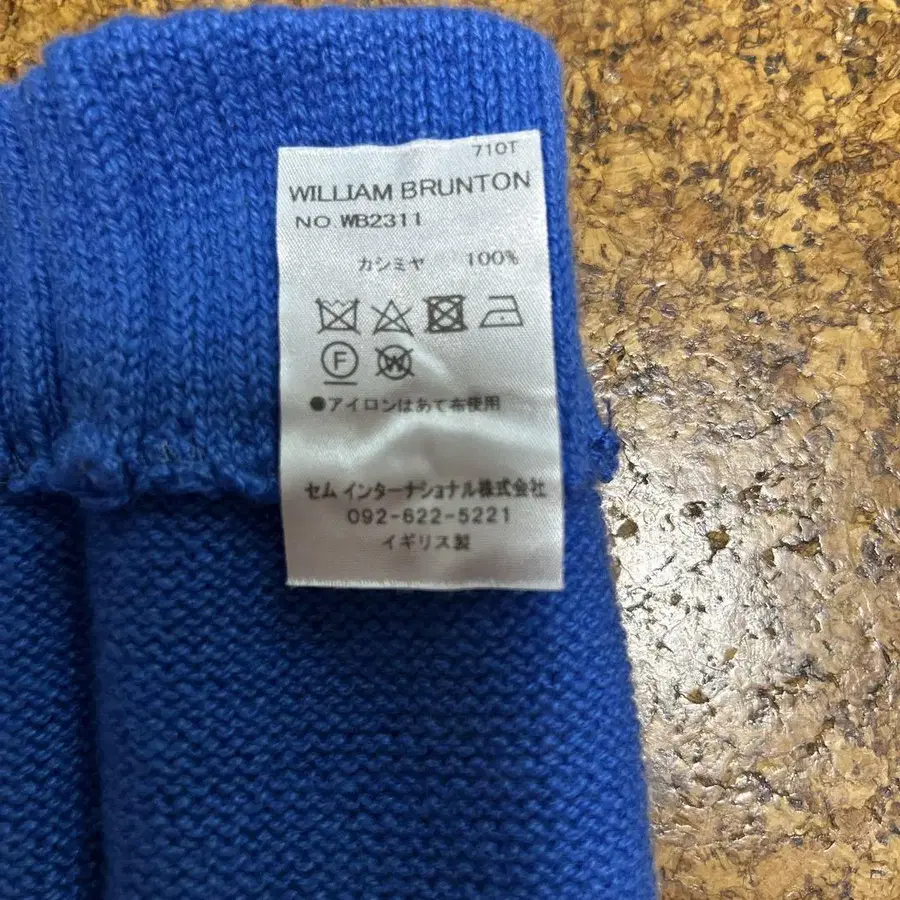 710T
WILLIAM BRUNTON
NO. WB2311
カシミヤ 100%
F
W
●アイロンはあて布使用
セム インターナショナル株式会社
092-622-5221
イギリス製